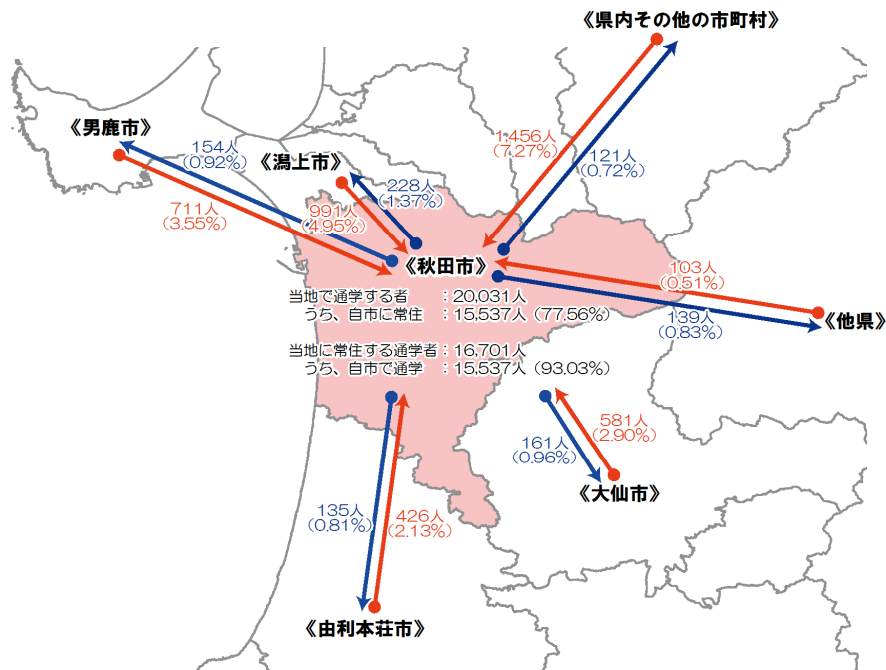 《県内その他の市町村》
1,456人
(7.27%)
121人
(0.72%)
《男鹿市》
154人
(0.92%)
711人
(3.55%)
《潟上市》
228人
(1.37%)
991人
(4.95%)
《秋田市》
当地で通学する者　：20,031人
うち、自市に常住　：15,537人 (77.56%)
当地に常住する通学者：16,701人
うち、自市で通学　：15,537人 (93.03%)
103人
(0.51%)
139人
(0.83%)
《他県》
581人
(2.90%)
161人
(0.96%)
《大仙市》
135人
(0.81%)
426人
(2.13%)
《由利本荘市》